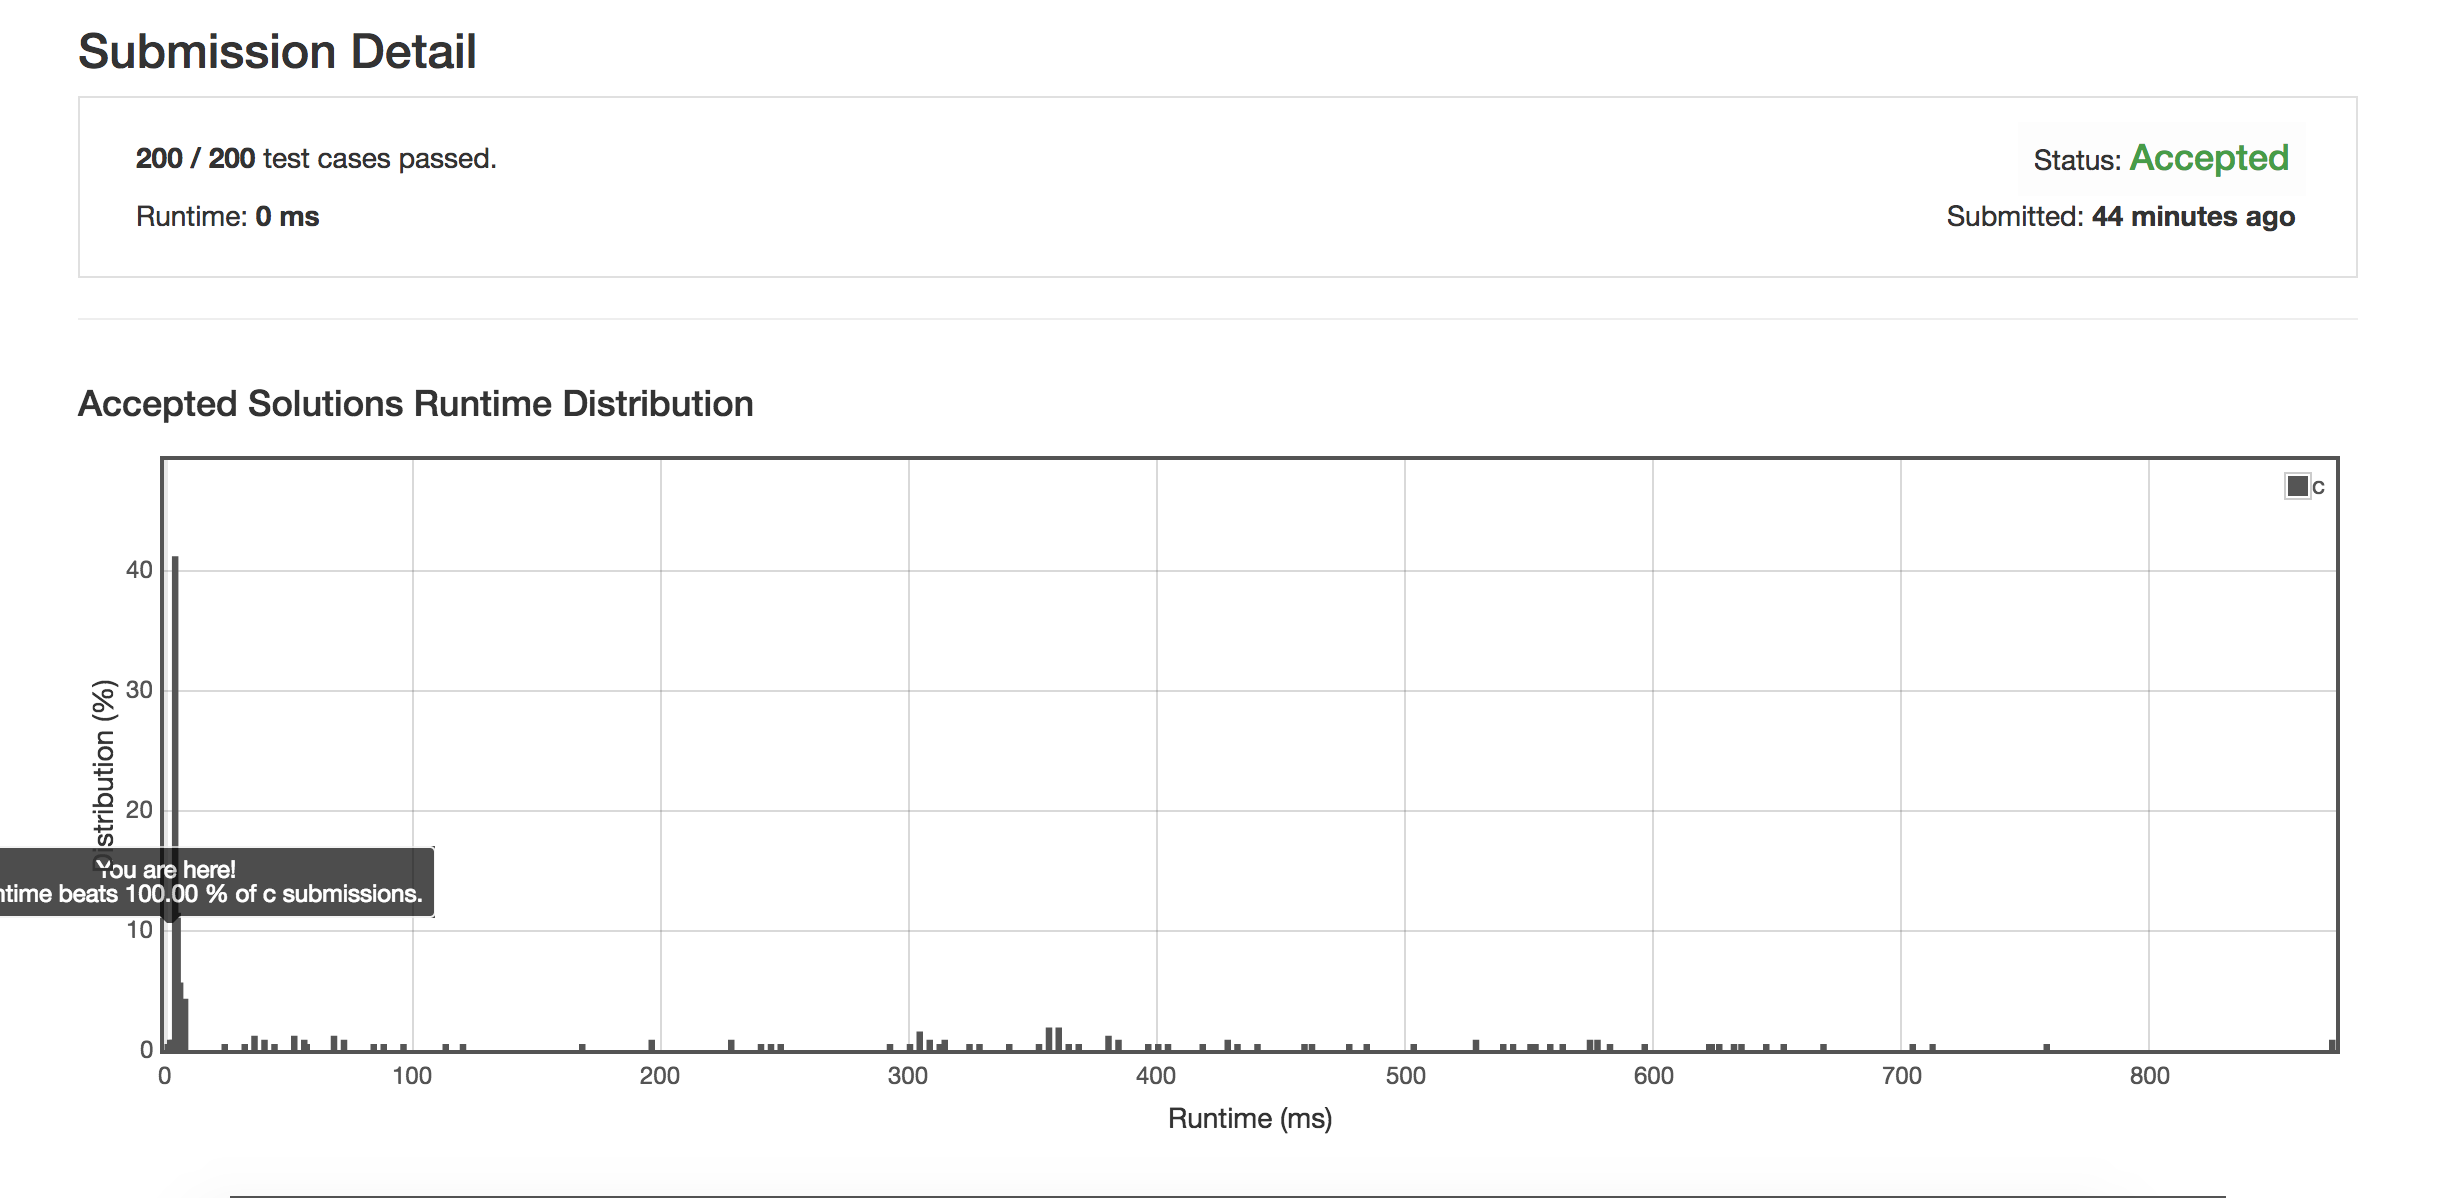 Submission Detail
200 / 200 test cases passed.
Status: Accepted
Runtime: 0 ms
Submitted: 44 minutes ago
Accepted Solutions Runtime Distribution
c
40
30
20
10
0
Distribution (%)
You are here!
beats 100.00 % of c submissions.
0 100 200 300 400 500 600 700 800
Runtime (ms)